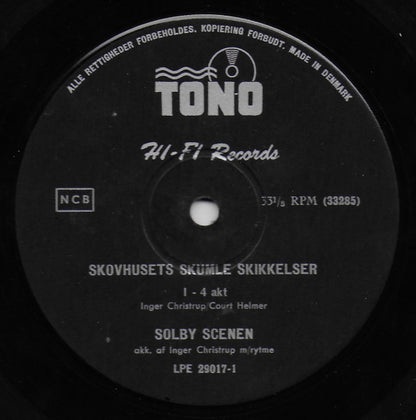 ALLE RETTIGHEDER FORBEHOLDES. KOPIERING FORBUDT. MADE IN DENMARK
TONO
HI-FI Records
NCB
33⅓ RPM (33285)
SKOVHUSETS SKUMLE SKIKKELSER
1 - 4 akt
Inger Christrup/Court Helmer
SOLBY SCENEN
akk. af Inger Christrup m/rytme
LPE 29017-1